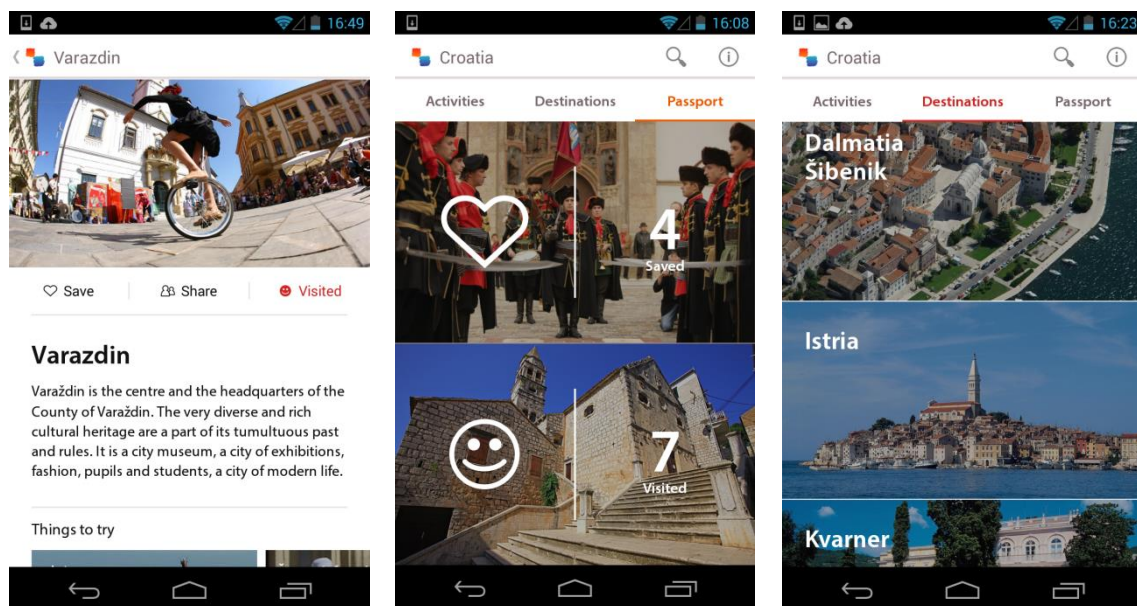 16:49
Varazdin
Save
Share
Visited
Varazdin
Varaždin is the centre and the headquarters of the
County of Varaždin. The very diverse and rich
cultural heritage are a part of its tumultuous past
and rules. It is a city museum, a city of exhibitions,
fashion, pupils and students, a city of modern life.
Things to try
16:08
Croatia
Activities Destinations Passport
4
Saved
7
Visited
16:23
Croatia
Activities Destinations Passport
Dalmatia
Šibenik
Istria
Kvarner